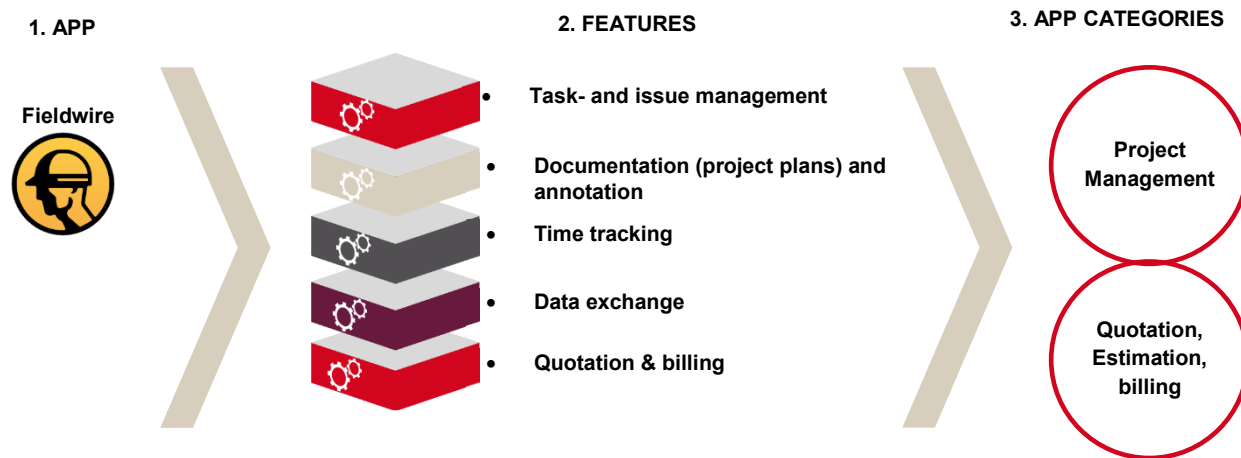 1. APP
2. FEATURES
3. APP CATEGORIES
Fieldwire
• Task- and issue management
• Documentation (project plans) and
annotation
• Time tracking
• Data exchange
• Quotation & billing
Project
Management
Quotation,
Estimation,
billing